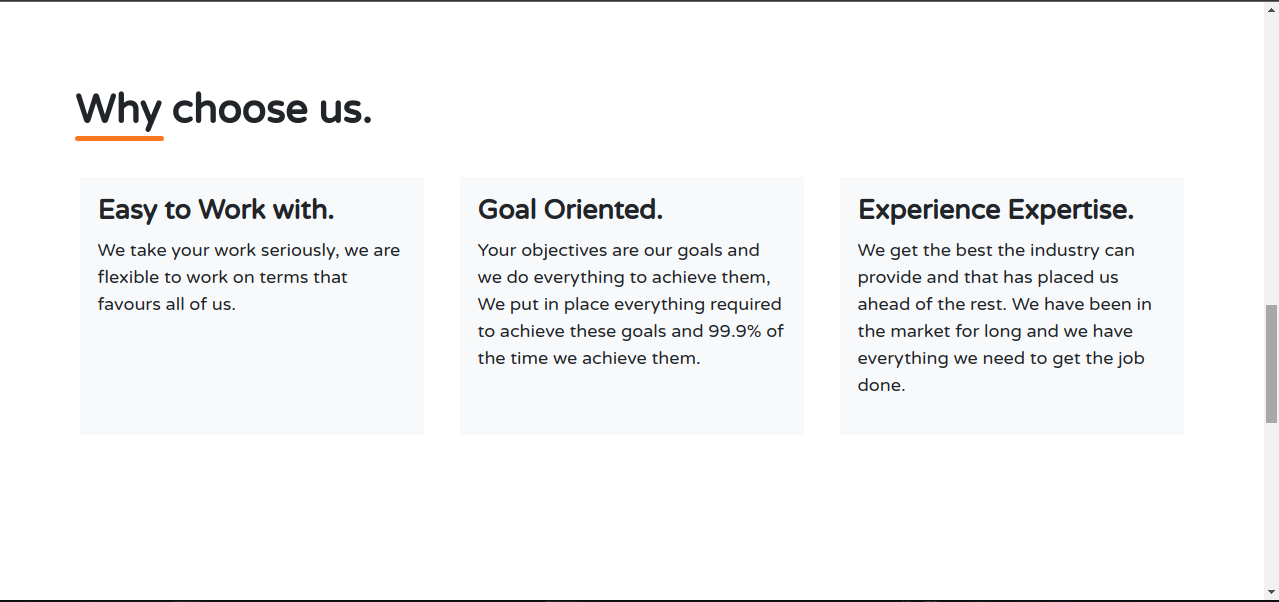 Why choose us.
Easy to Work with.
We take your work seriously, we are
flexible to work on terms that
favours all of us.
Goal Oriented.
Your objectives are our goals and
we do everything to achieve them,
We put in place everything required
to achieve these goals and 99.9% of
the time we achieve them.
Experience Expertise.
We get the best the industry can
provide and that has placed us
ahead of the rest. We have been in
the market for long and we have
everything we need to get the job
done.